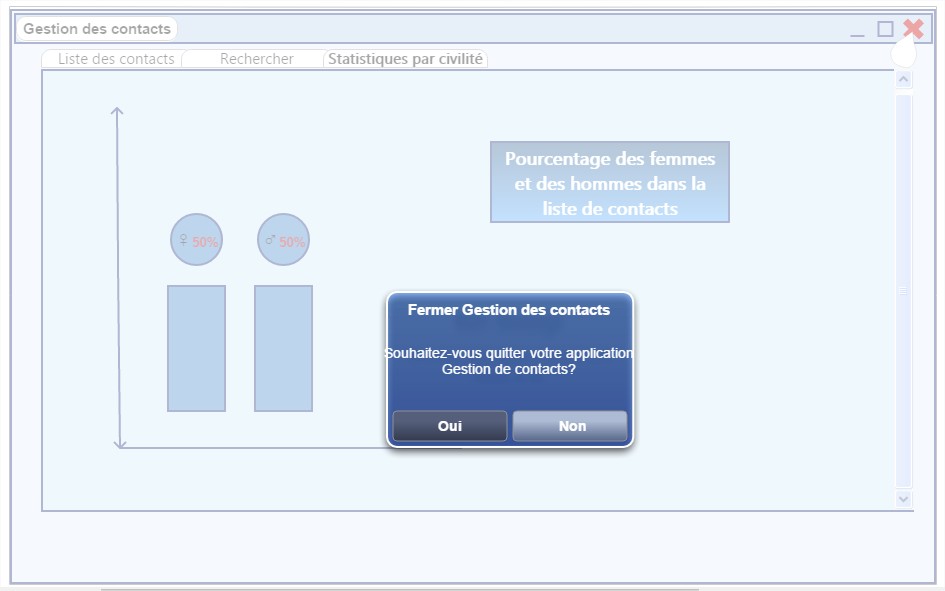 Gestion des contacts
Liste des contacts
Rechercher
Statistiques par civilité
Pourcentage des femmes
et des hommes dans la
liste de contacts
♀ 50%
♂ 50%
Fermer Gestion des contacts
Souhaitez-vous quitter votre application
Gestion de contacts?
Oui
Non